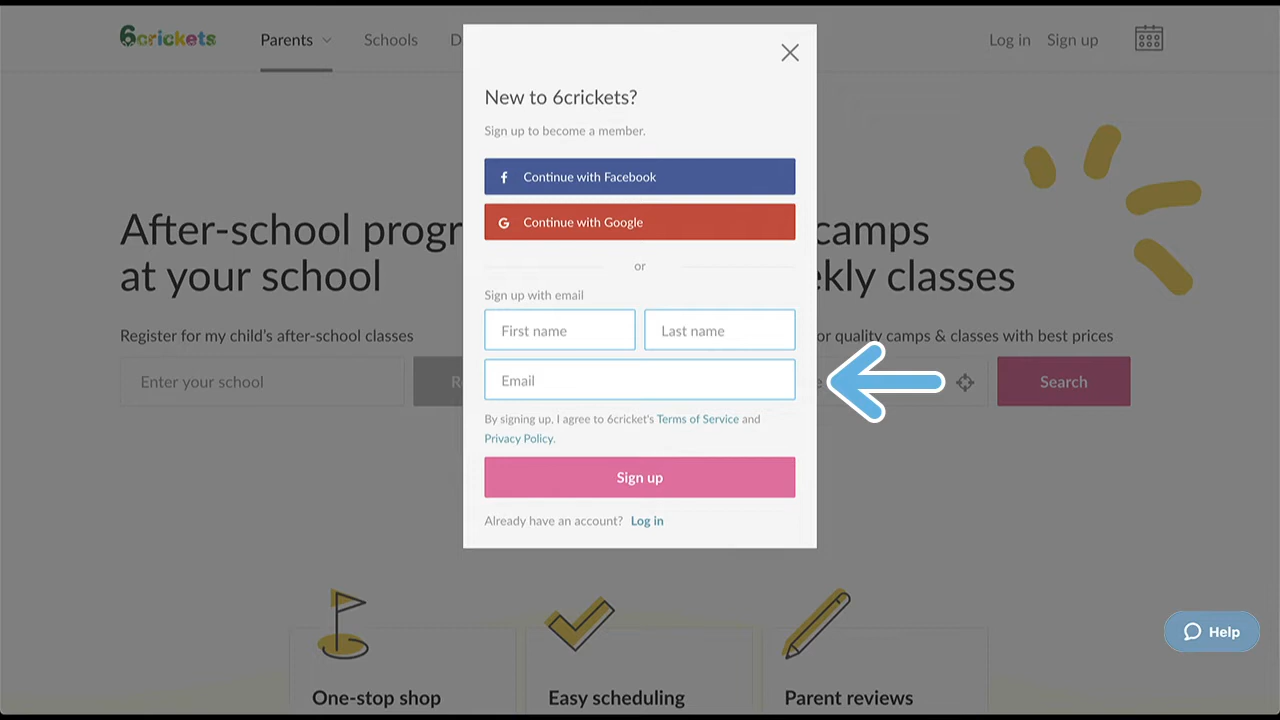 6crickets
Parents
Schools
D
Log in
Sign up
New to 6crickets?
Sign up to become a member.
f Continue with Facebook
G Continue with Google
or
Sign up with email
First name
Last name
Email
By signing up, I agree to 6cricket's Terms of Service and
Privacy Policy.
Sign up
Already have an account? Log in
After-school progr
at your school
Register for my child's after-school classes
Enter your school
R
camps
kly classes
or quality camps & classes with best prices
Search
One-stop shop
Easy scheduling
Parent reviews
Help